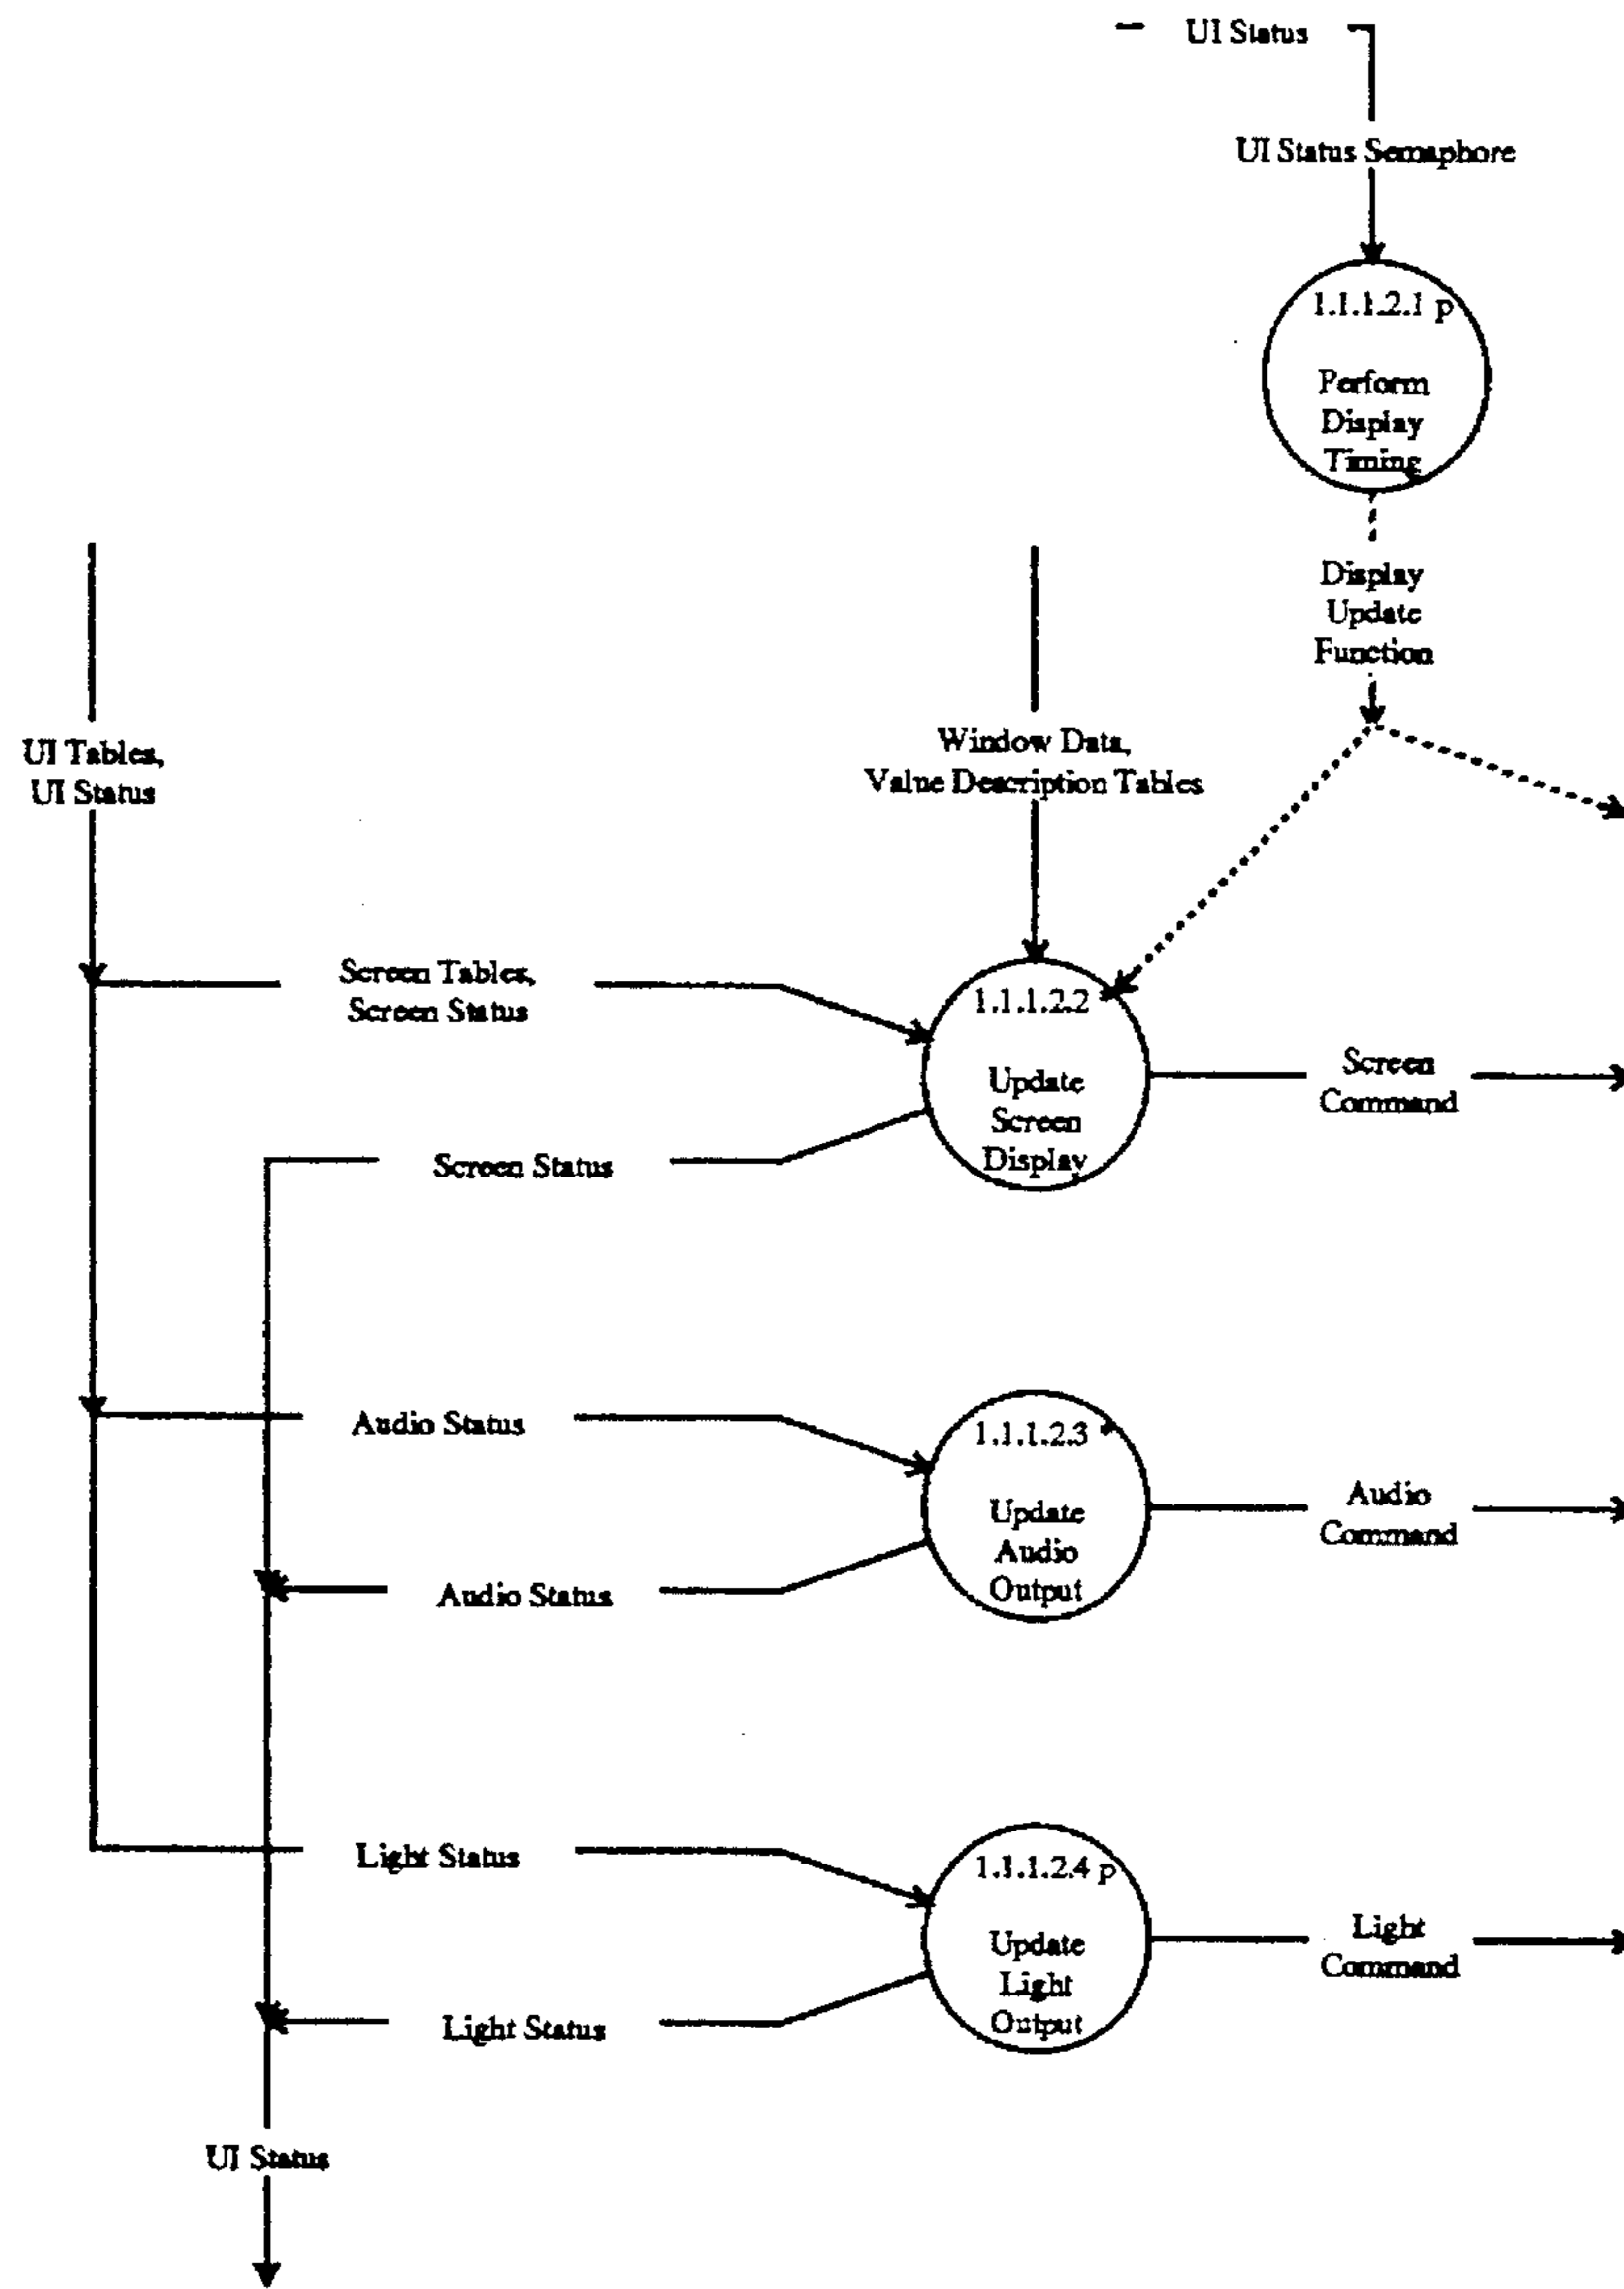 UI Status
UI Status Semaphore
1.1.1.2.1 p
Perform
Display
Timing
Display
Update
Function
UI Tables,
UI Status
Window Data,
Value Description Tables
Screen Tables,
Screen Status
1.1.1.2.2
Update
Screen
Display
Screen
Command
Screen Status
Audio Status
1.1.1.2.3
Update
Audio
Output
Audio
Command
Audio Status
Light Status
1.1.1.2.4 p
Update
Light
Output
Light
Command
Light Status
UI Status